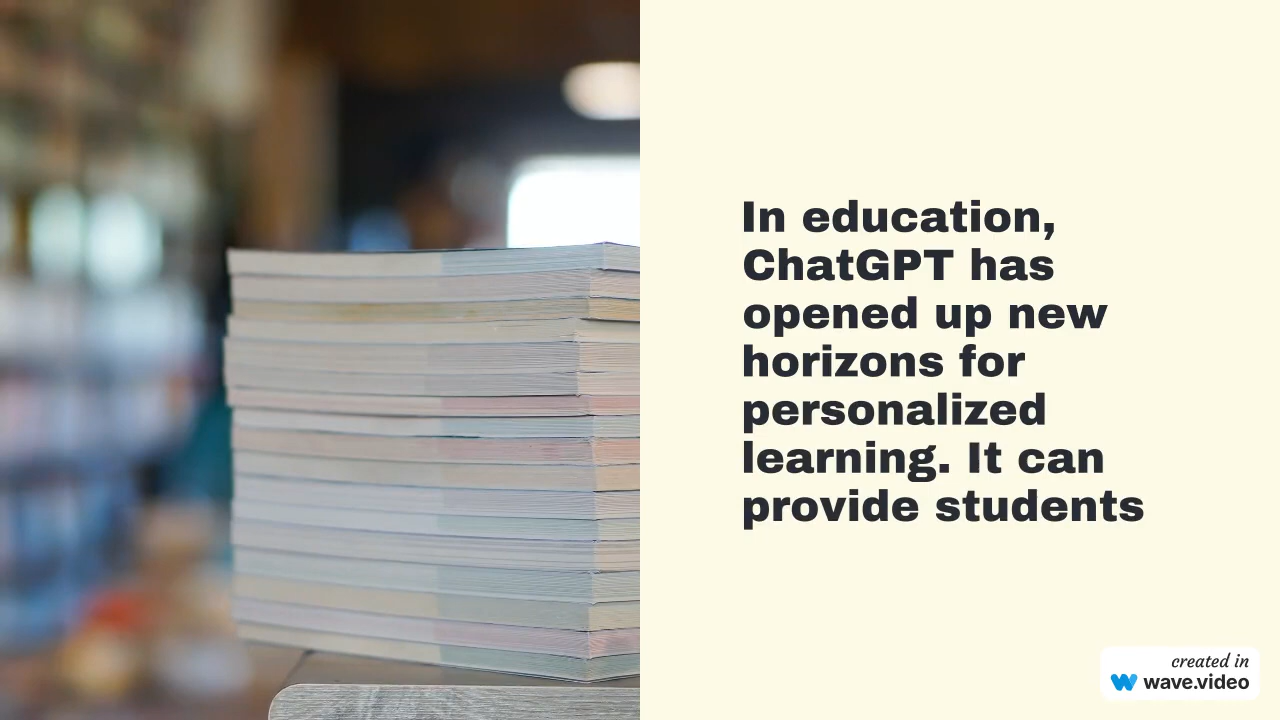 In education,
ChatGPT has
opened up new
horizons for
personalized
learning. It can
provide students
created in
wave.video